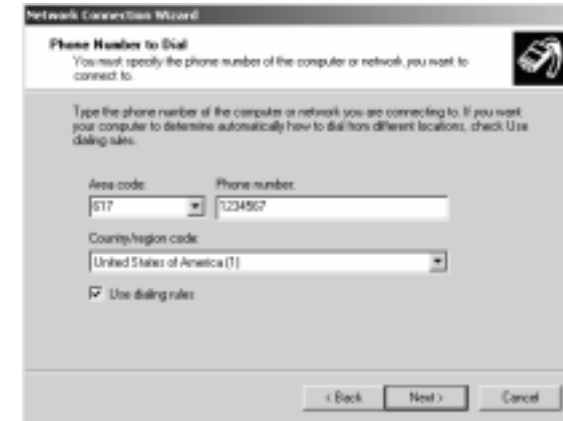 Network Connection Wizard
Phone Number to Dial
You must specify the phone number of the computer or network you want to
connect to.
Type the phone number of the computer or network you are connecting to. If you want
your computer to determine automatically how to dial from different locations, check Use
dialing rules.
Area code: Phone number:
617 1234567
Country/region code:
United States of America (1)
Use dialing rules
< Back Next > Cancel